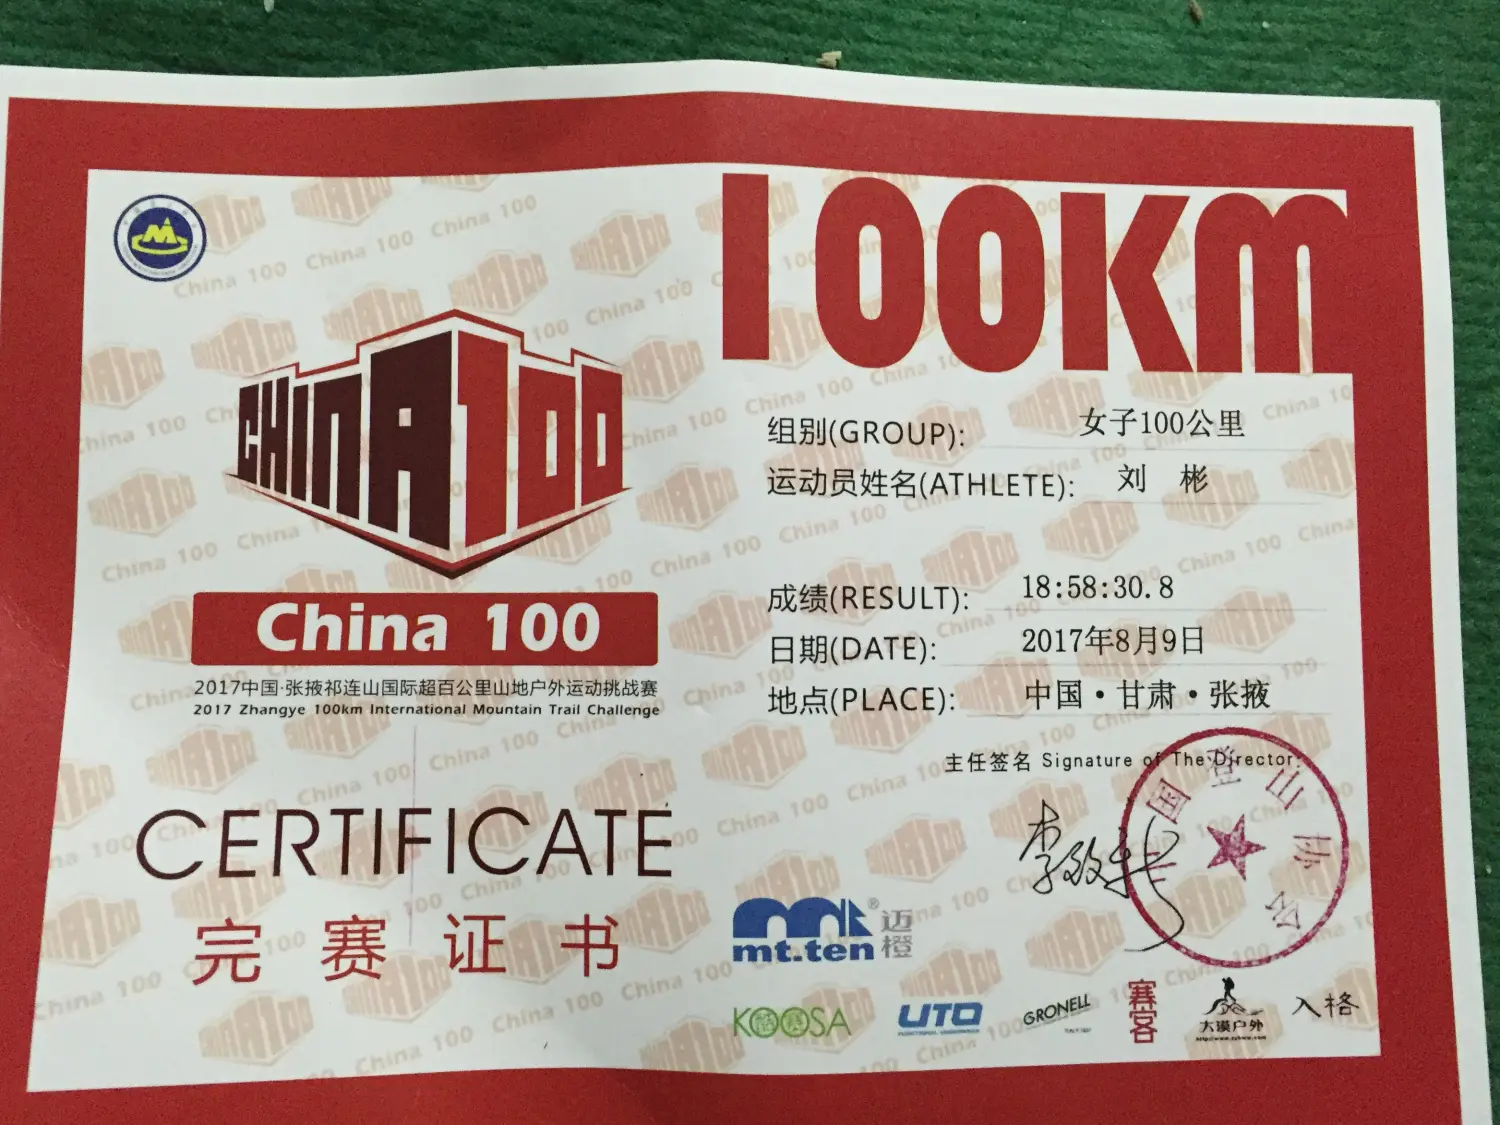 100KM
CHINA100
China 100
2017中国·张掖祁连山国际超百公里山地户外运动挑战赛
2017 Zhangye 100km International Mountain Trail Challenge
CERTIFICATE
完赛证书
组别(GROUP): 女子100公里
运动员姓名(ATHLETE): 刘 彬
成绩(RESULT): 18:58:30.8
日期(DATE): 2017年8月9日
地点(PLACE): 中国·甘肃·张掖
主任签名 Signature of The Director:
国登山协会
mt.ten® 迈橙
KOOSA
UTO
GRONELL
赛客
大漠户外
入格